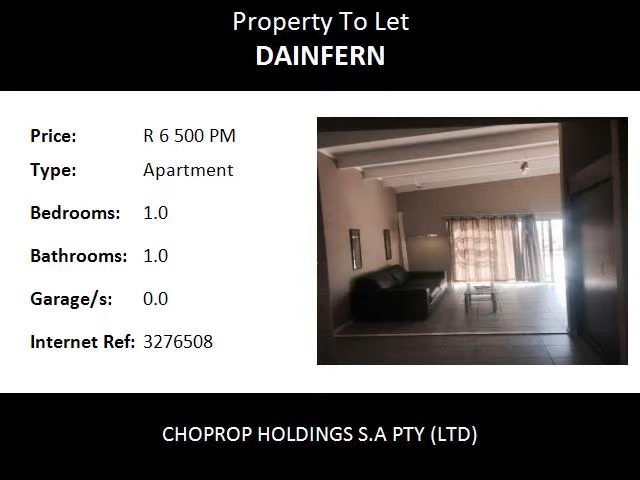 Property To Let
DAINFERN
Price: R 6 500 PM
Type: Apartment
Bedrooms: 1.0
Bathrooms: 1.0
Garage/s: 0.0
Internet Ref: 3276508
CHOPROP HOLDINGS S.A PTY (LTD)